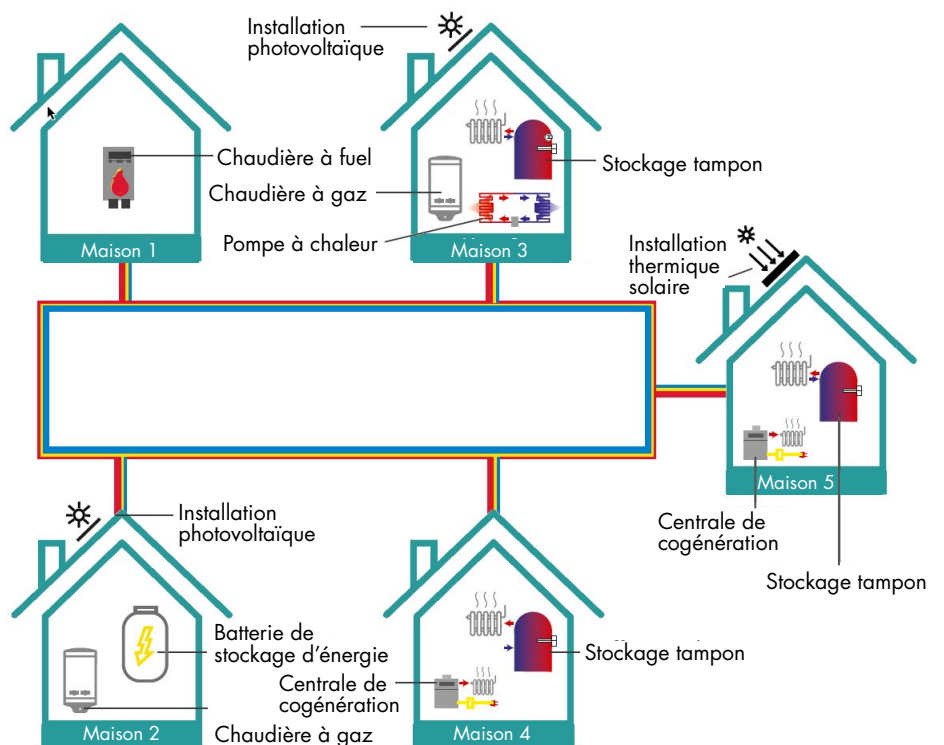 Installation
photovoltaïque
Chaudière à fuel
Chaudière à gaz
Pompe à chaleur
Stockage tampon
Maison 1
Maison 3
Installation
thermique
solaire
Maison 5
Centrale de
cogénération
Stockage tampon
Installation
photovoltaïque
Batterie de
stockage d'énergie
Centrale de
cogénération
Chaudière à gaz
Stockage tampon
Maison 2
Maison 4